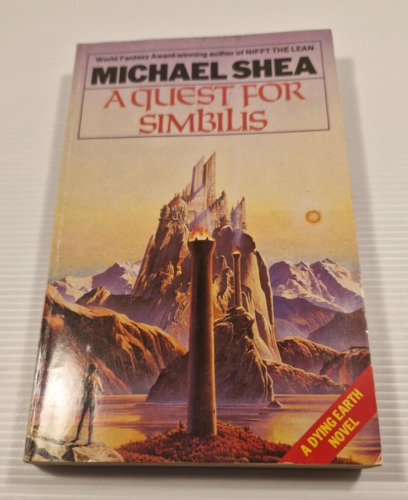 World Fantasy Award-winning author of NIFFT THE LEAN
MICHAEL SHEA
A QUEST FOR
SIMBILIS
A DYING EARTH
NOVEL